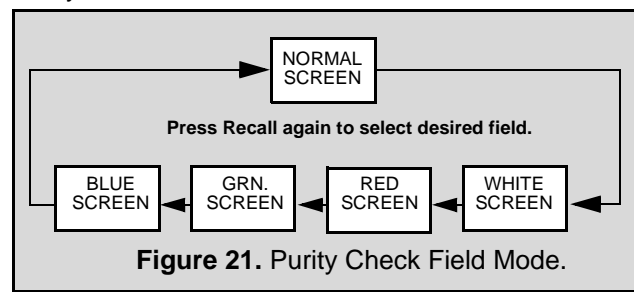 NORMAL
SCREEN
Press Recall again to select desired field.
BLUE
SCREEN
GRN.
SCREEN
RED
SCREEN
WHITE
SCREEN
Figure 21. Purity Check Field Mode.